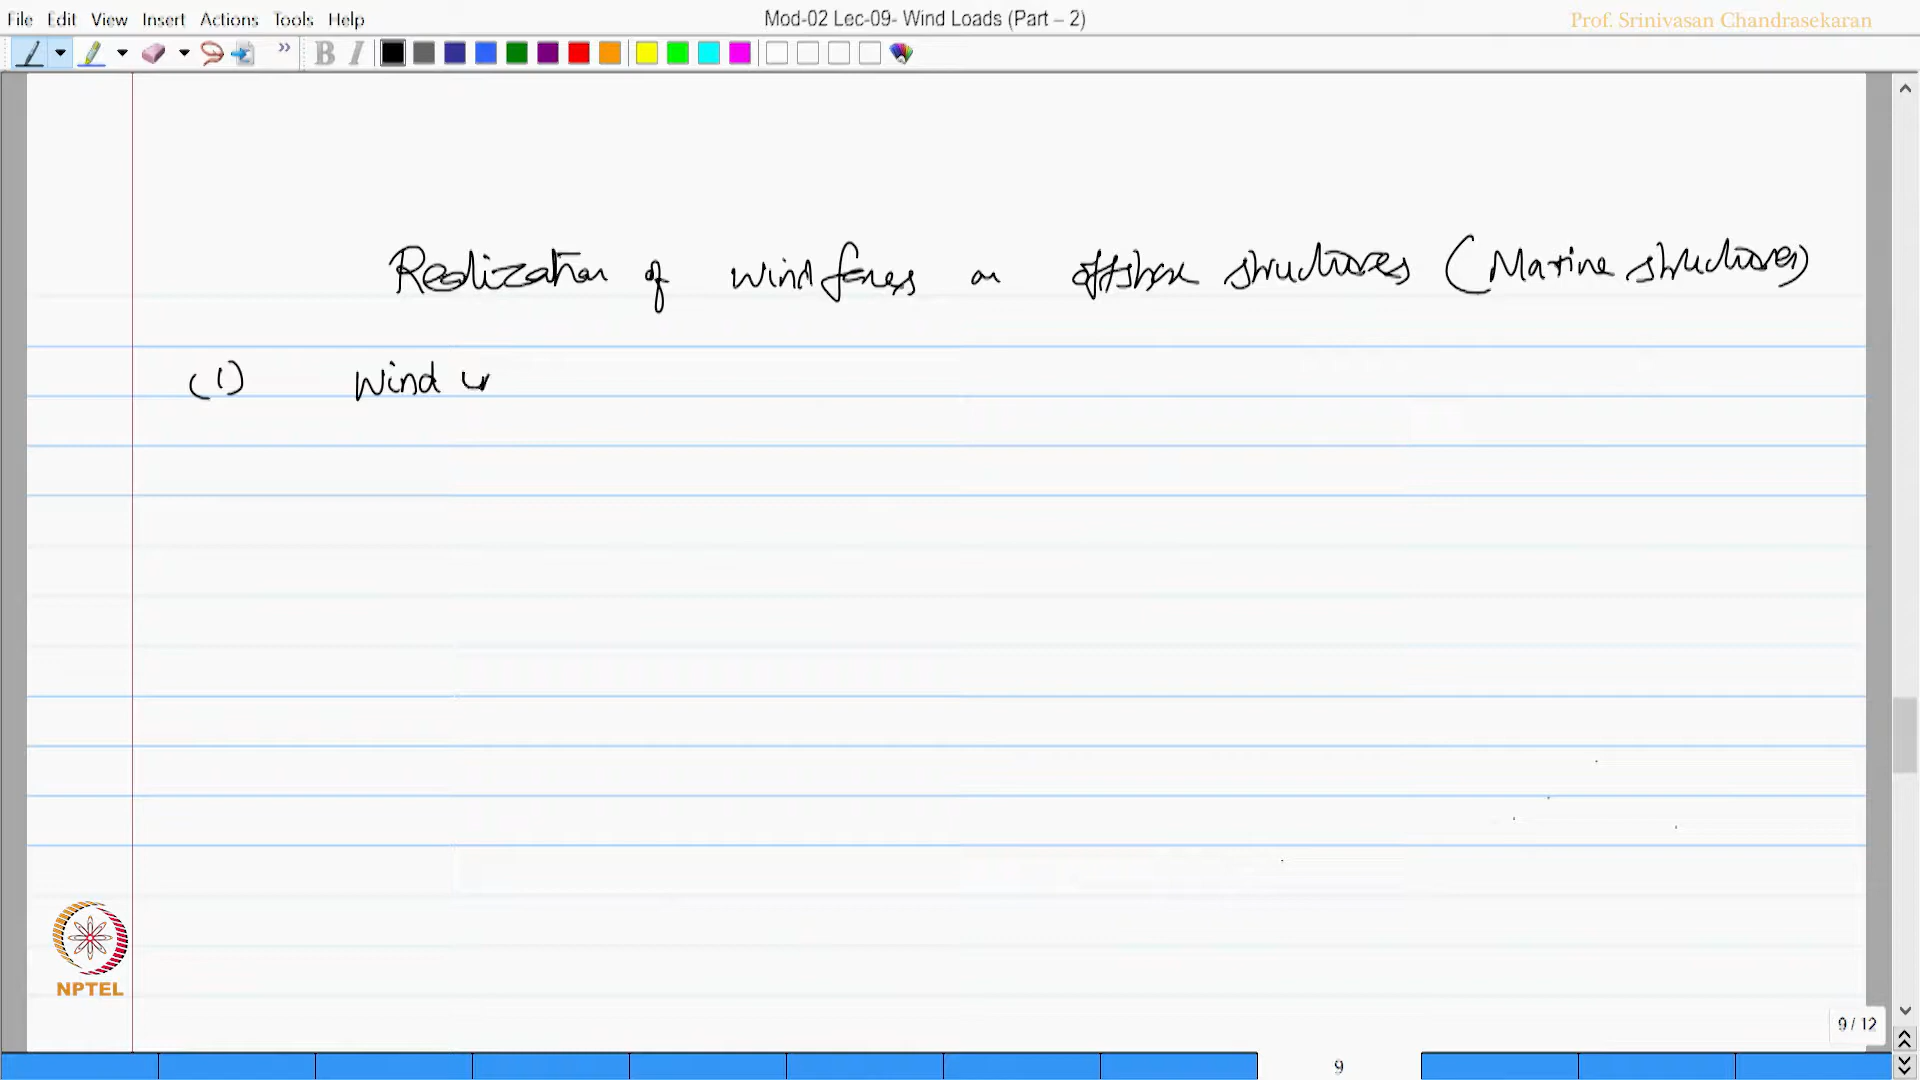 File Edit View Insert Actions Tools Help
Mod-02 Lec-09- Wind Loads (Part – 2)
Prof. Srinivasan Chandrasekaran
B I
Realization of wind forces on offshore structures (Marine structures)
(1) Wind
NPTEL
9 / 12
9